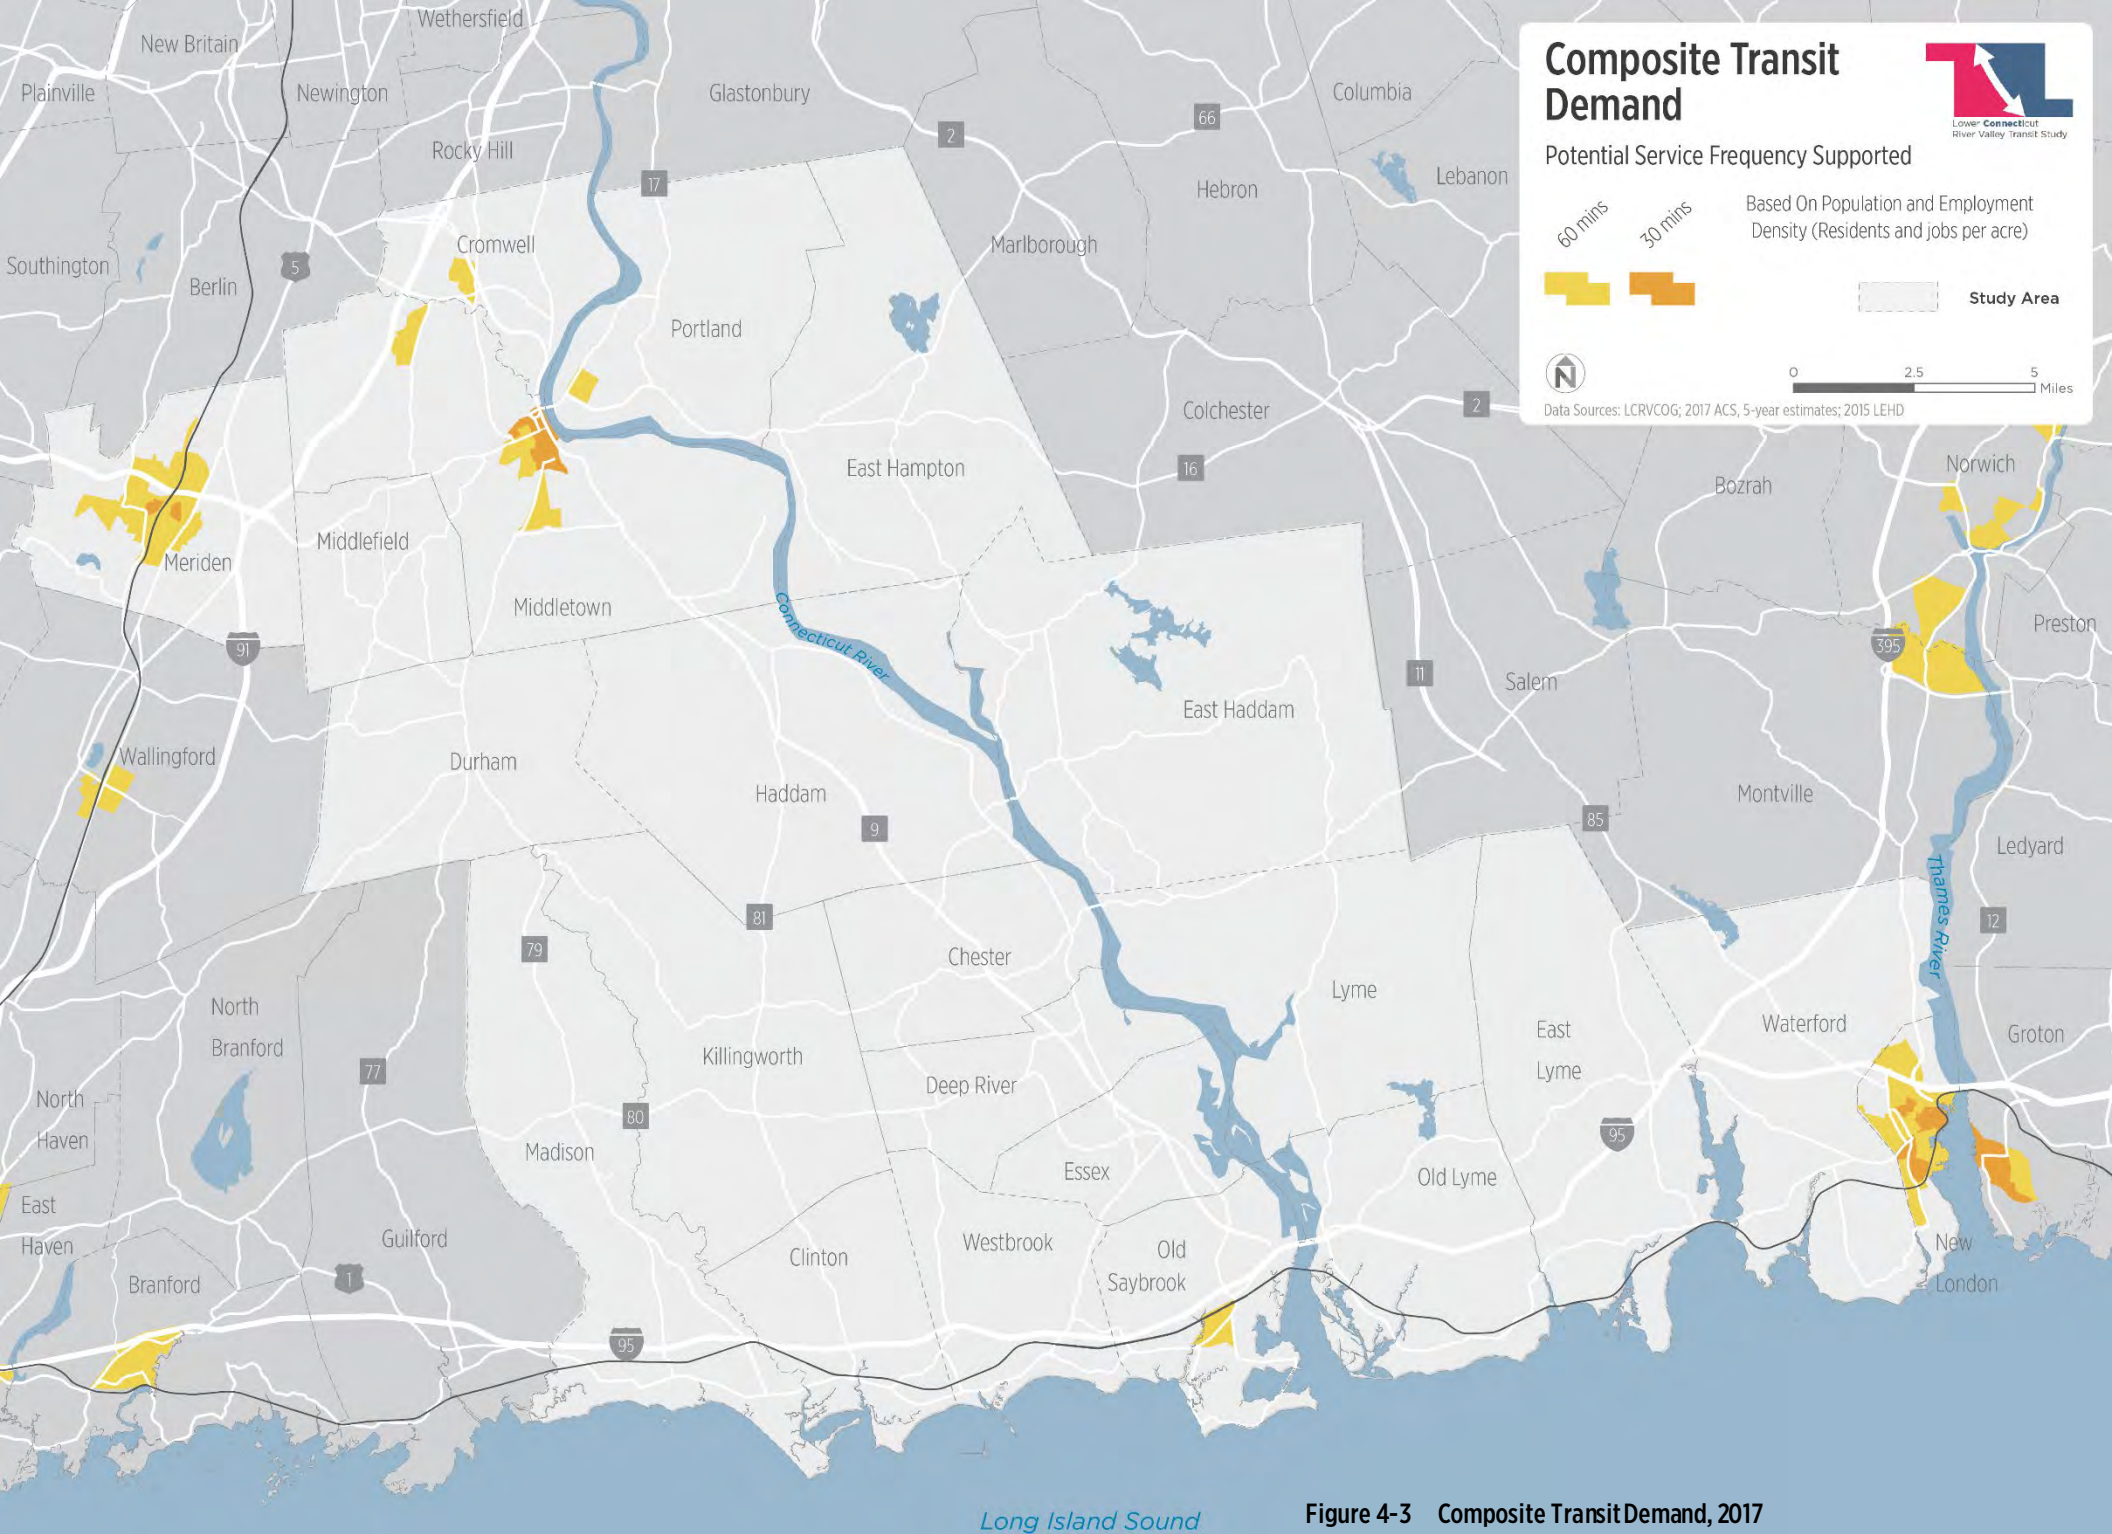 Composite Transit
Demand
Lower Connecticut
River Valley Transit Study
Potential Service Frequency Supported
60 mins
30 mins
Based On Population and Employment
Density (Residents and jobs per acre)
Study Area
N
0 2.5 5
Miles
Data Sources: LCRVCOG; 2017 ACS, 5-year estimates; 2015 LEHD
Wethersfield
New Britain
Plainville
Newington
Glastonbury
Columbia
66
2
Rocky Hill
17
Hebron
Lebanon
Cromwell
Marlborough
Southington
5
Berlin
Portland
Colchester
2
East Hampton
16
Norwich
Bozrah
Middlefield
Meriden
Middletown
Connecticut River
91
395
Preston
11
Salem
East Haddam
Wallingford
Durham
Haddam
Montville
9
85
Ledyard
Thames River
81
12
79
Chester
Lyme
North
Branford
Waterford
East
Lyme
Groton
Killingworth
77
Deep River
North
Haven
80
95
Madison
Essex
Old Lyme
East
Haven
Guilford
Westbrook
Old
Saybrook
New
London
Clinton
Branford
1
95
Long Island Sound
Figure 4-3 Composite Transit Demand, 2017